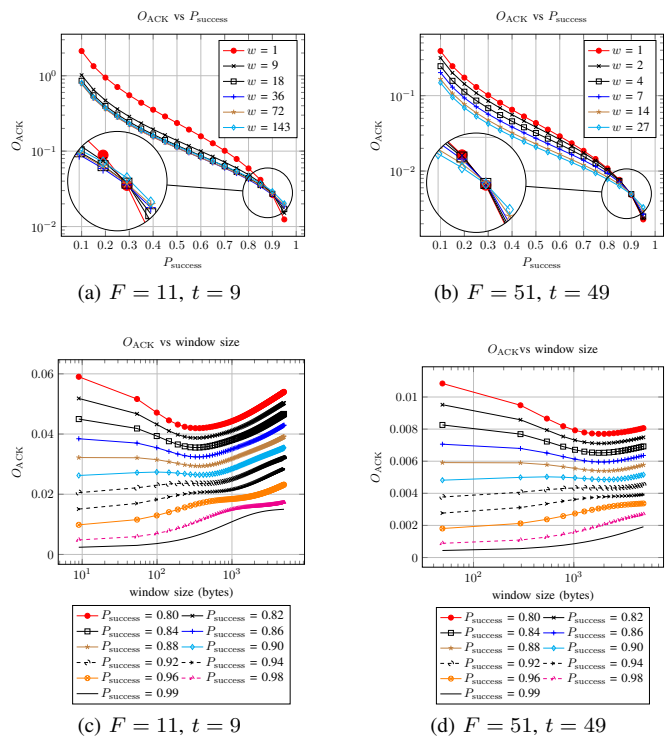 O_ACK vs P_success
w = 1
w = 9
w = 18
w = 36
w = 72
w = 143
O_ACK
10^0
10^−1
10^−2
0.1 0.2 0.3 0.4 0.5 0.6 0.7 0.8 0.9 1
P_success
(a) F = 11, t = 9
O_ACK vs P_success
w = 1
w = 2
w = 4
w = 7
w = 14
w = 27
O_ACK
10^−1
10^−2
0.1 0.2 0.3 0.4 0.5 0.6 0.7 0.8 0.9 1
P_success
(b) F = 51, t = 49
O_ACK vs window size
O_ACK
0.06
0.04
0.02
0
10^1 10^2 10^3
window size (bytes)
P_success = 0.80 P_success = 0.82
P_success = 0.84 P_success = 0.86
P_success = 0.88 P_success = 0.90
P_success = 0.92 P_success = 0.94
P_success = 0.96 P_success = 0.98
P_success = 0.99
(c) F = 11, t = 9
O_ACK vs window size
O_ACK
0.01
0.008
0.006
0.004
0.002
0
10^2 10^3
window size (bytes)
P_success = 0.80 P_success = 0.82
P_success = 0.84 P_success = 0.86
P_success = 0.88 P_success = 0.90
P_success = 0.92 P_success = 0.94
P_success = 0.96 P_success = 0.98
P_success = 0.99
(d) F = 51, t = 49